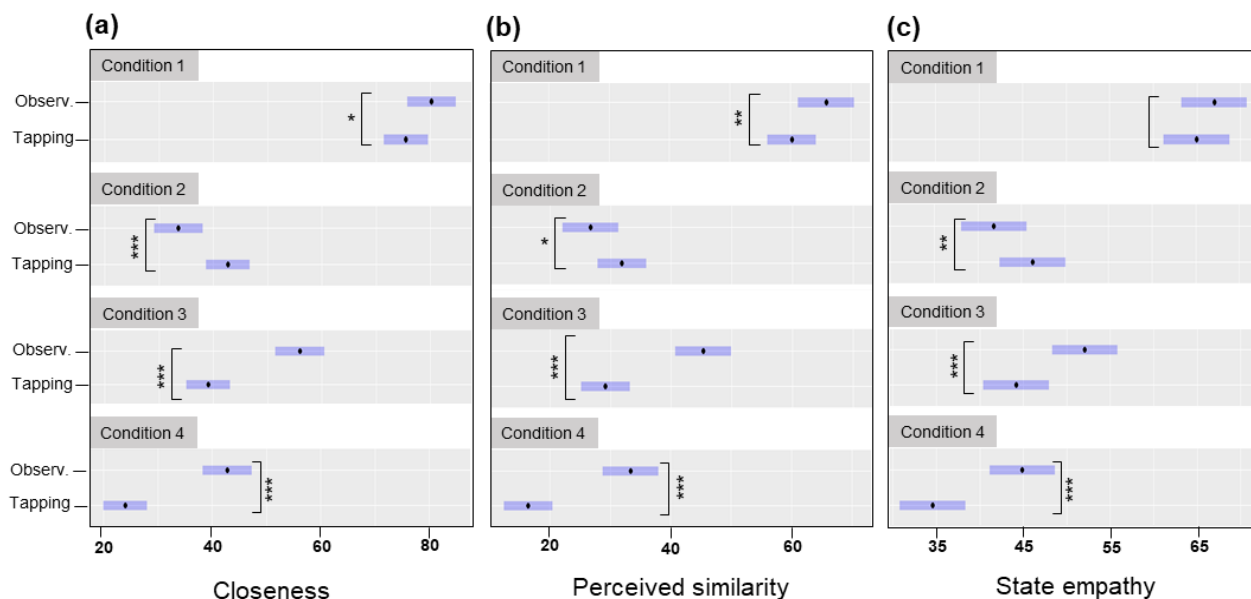 (a)
(b)
(c)
Condition 1
Condition 1
Condition 1
Observ.
Tapping
*
**
Condition 2
Condition 2
Condition 2
Observ.
Tapping
***
*
**
Condition 3
Condition 3
Condition 3
Observ.
Tapping
***
***
***
Condition 4
Condition 4
Condition 4
Observ.
Tapping
***
***
***
20 40 60 80
20 40 60
35 45 55 65
Closeness
Perceived similarity
State empathy